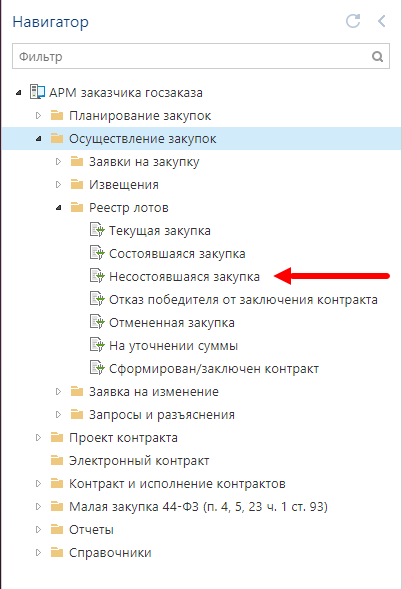 Навигатор
Фильтр
АРМ заказчика госзаказа
Планирование закупок
Осуществление закупок
Заявки на закупку
Извещения
Реестр лотов
Текущая закупка
Состоявшаяся закупка
Несостоявшаяся закупка
Отказ победителя от заключения контракта
Отмененная закупка
На уточнении суммы
Сформирован/заключен контракт
Заявка на изменение
Запросы и разъяснения
Проект контракта
Электронный контракт
Контракт и исполнение контрактов
Малая закупка 44-ФЗ (п. 4, 5, 23 ч. 1 ст. 93)
Отчеты
Справочники